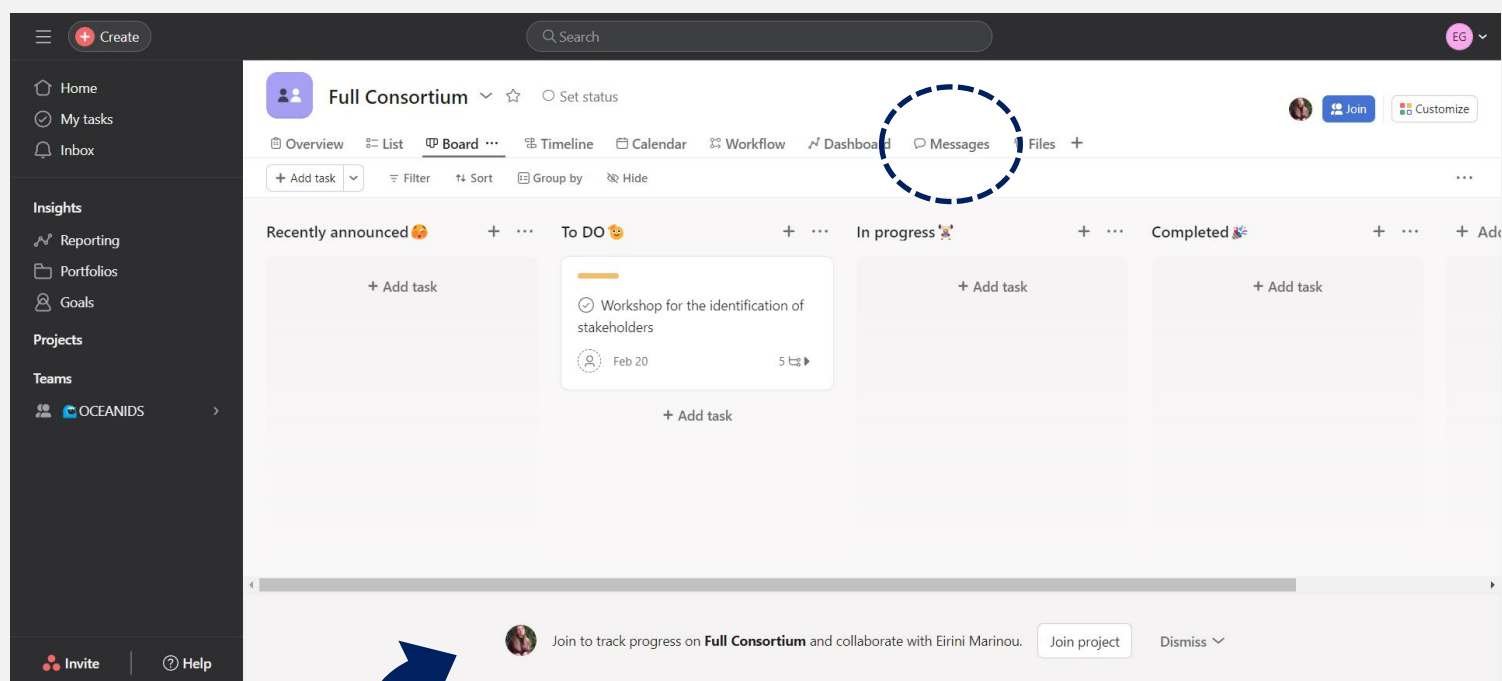 Create
Search
EG
Home
My tasks
Inbox
Insights
Reporting
Portfolios
Goals
Projects
Teams
OCEANIDS
Invite
Help
Full Consortium
Set status
Join
Customize
Overview List Board ... Timeline Calendar Workflow Dashboard Messages Files +
+ Add task Filter Sort Group by Hide ...
Recently announced + ... To DO + ... In progress + ... Completed + ... + Add
+ Add task
Workshop for the identification of
stakeholders
Feb 20 5
+ Add task
+ Add task
+ Add task
Join to track progress on Full Consortium and collaborate with Eirini Marinou. Join project Dismiss